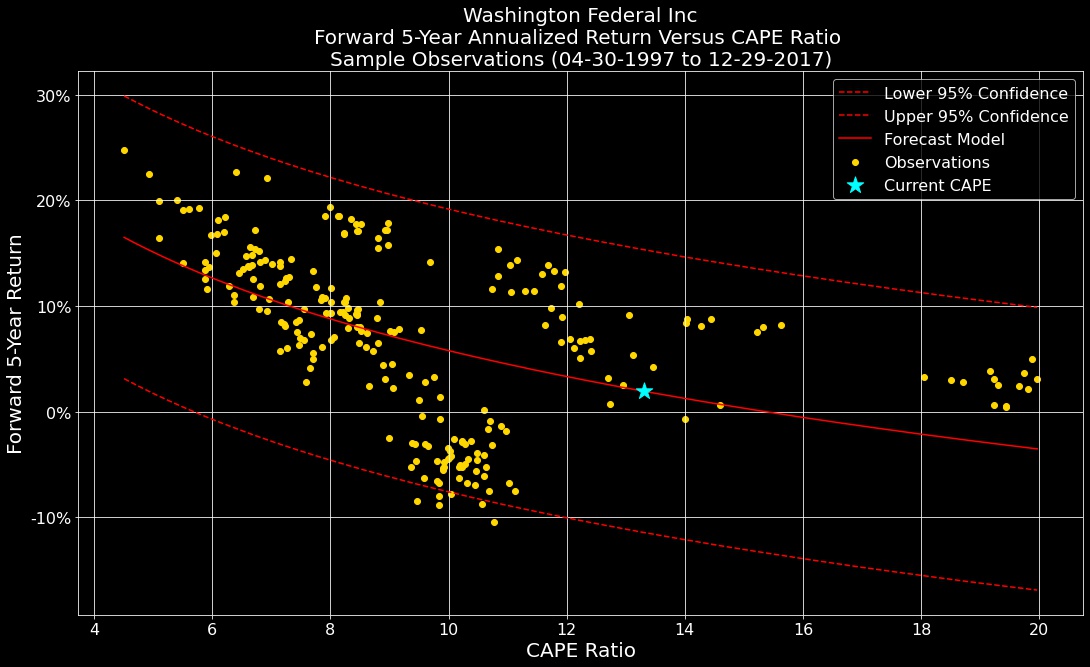 Washington Federal Inc
Forward 5-Year Annualized Return Versus CAPE Ratio
Sample Observations (04-30-1997 to 12-29-2017)
Lower 95% Confidence
Upper 95% Confidence
Forecast Model
Observations
Current CAPE
Forward 5-Year Return
30%
20%
10%
0%
-10%
4 6 8 10 12 14 16 18 20
CAPE Ratio